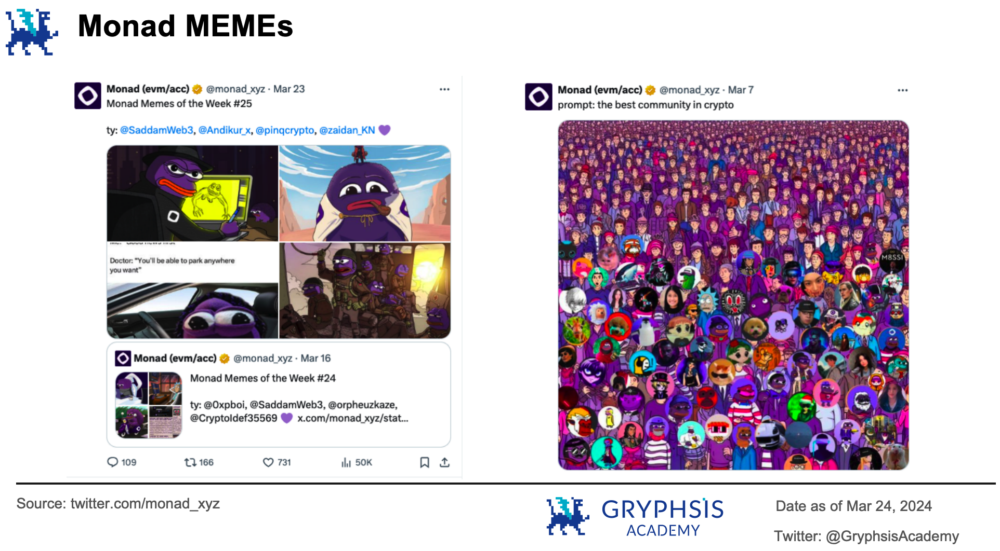 Monad MEMEs
Monad (evm/acc) @monad_xyz · Mar 23
Monad Memes of the Week #25
ty: @SaddamWeb3, @Andikur_x, @pinqcrypto, @zaidan_KN 💜
Doctor: "You'll be able to park anywhere
you want"
Monad (evm/acc) @monad_xyz · Mar 16
Monad Memes of the Week #24
ty: @0xpboi, @SaddamWeb3, @orpheuzkaze,
@CryptoIdef35569 💜 x.com/monad_xyz/stat...
109 166 731 50K
Monad (evm/acc) @monad_xyz · Mar 7
prompt: the best community in crypto
M8SSI
Source: twitter.com/monad_xyz
GRYPHSIS
ACADEMY
Date as of Mar 24, 2024
Twitter: @GryphsisAcademy